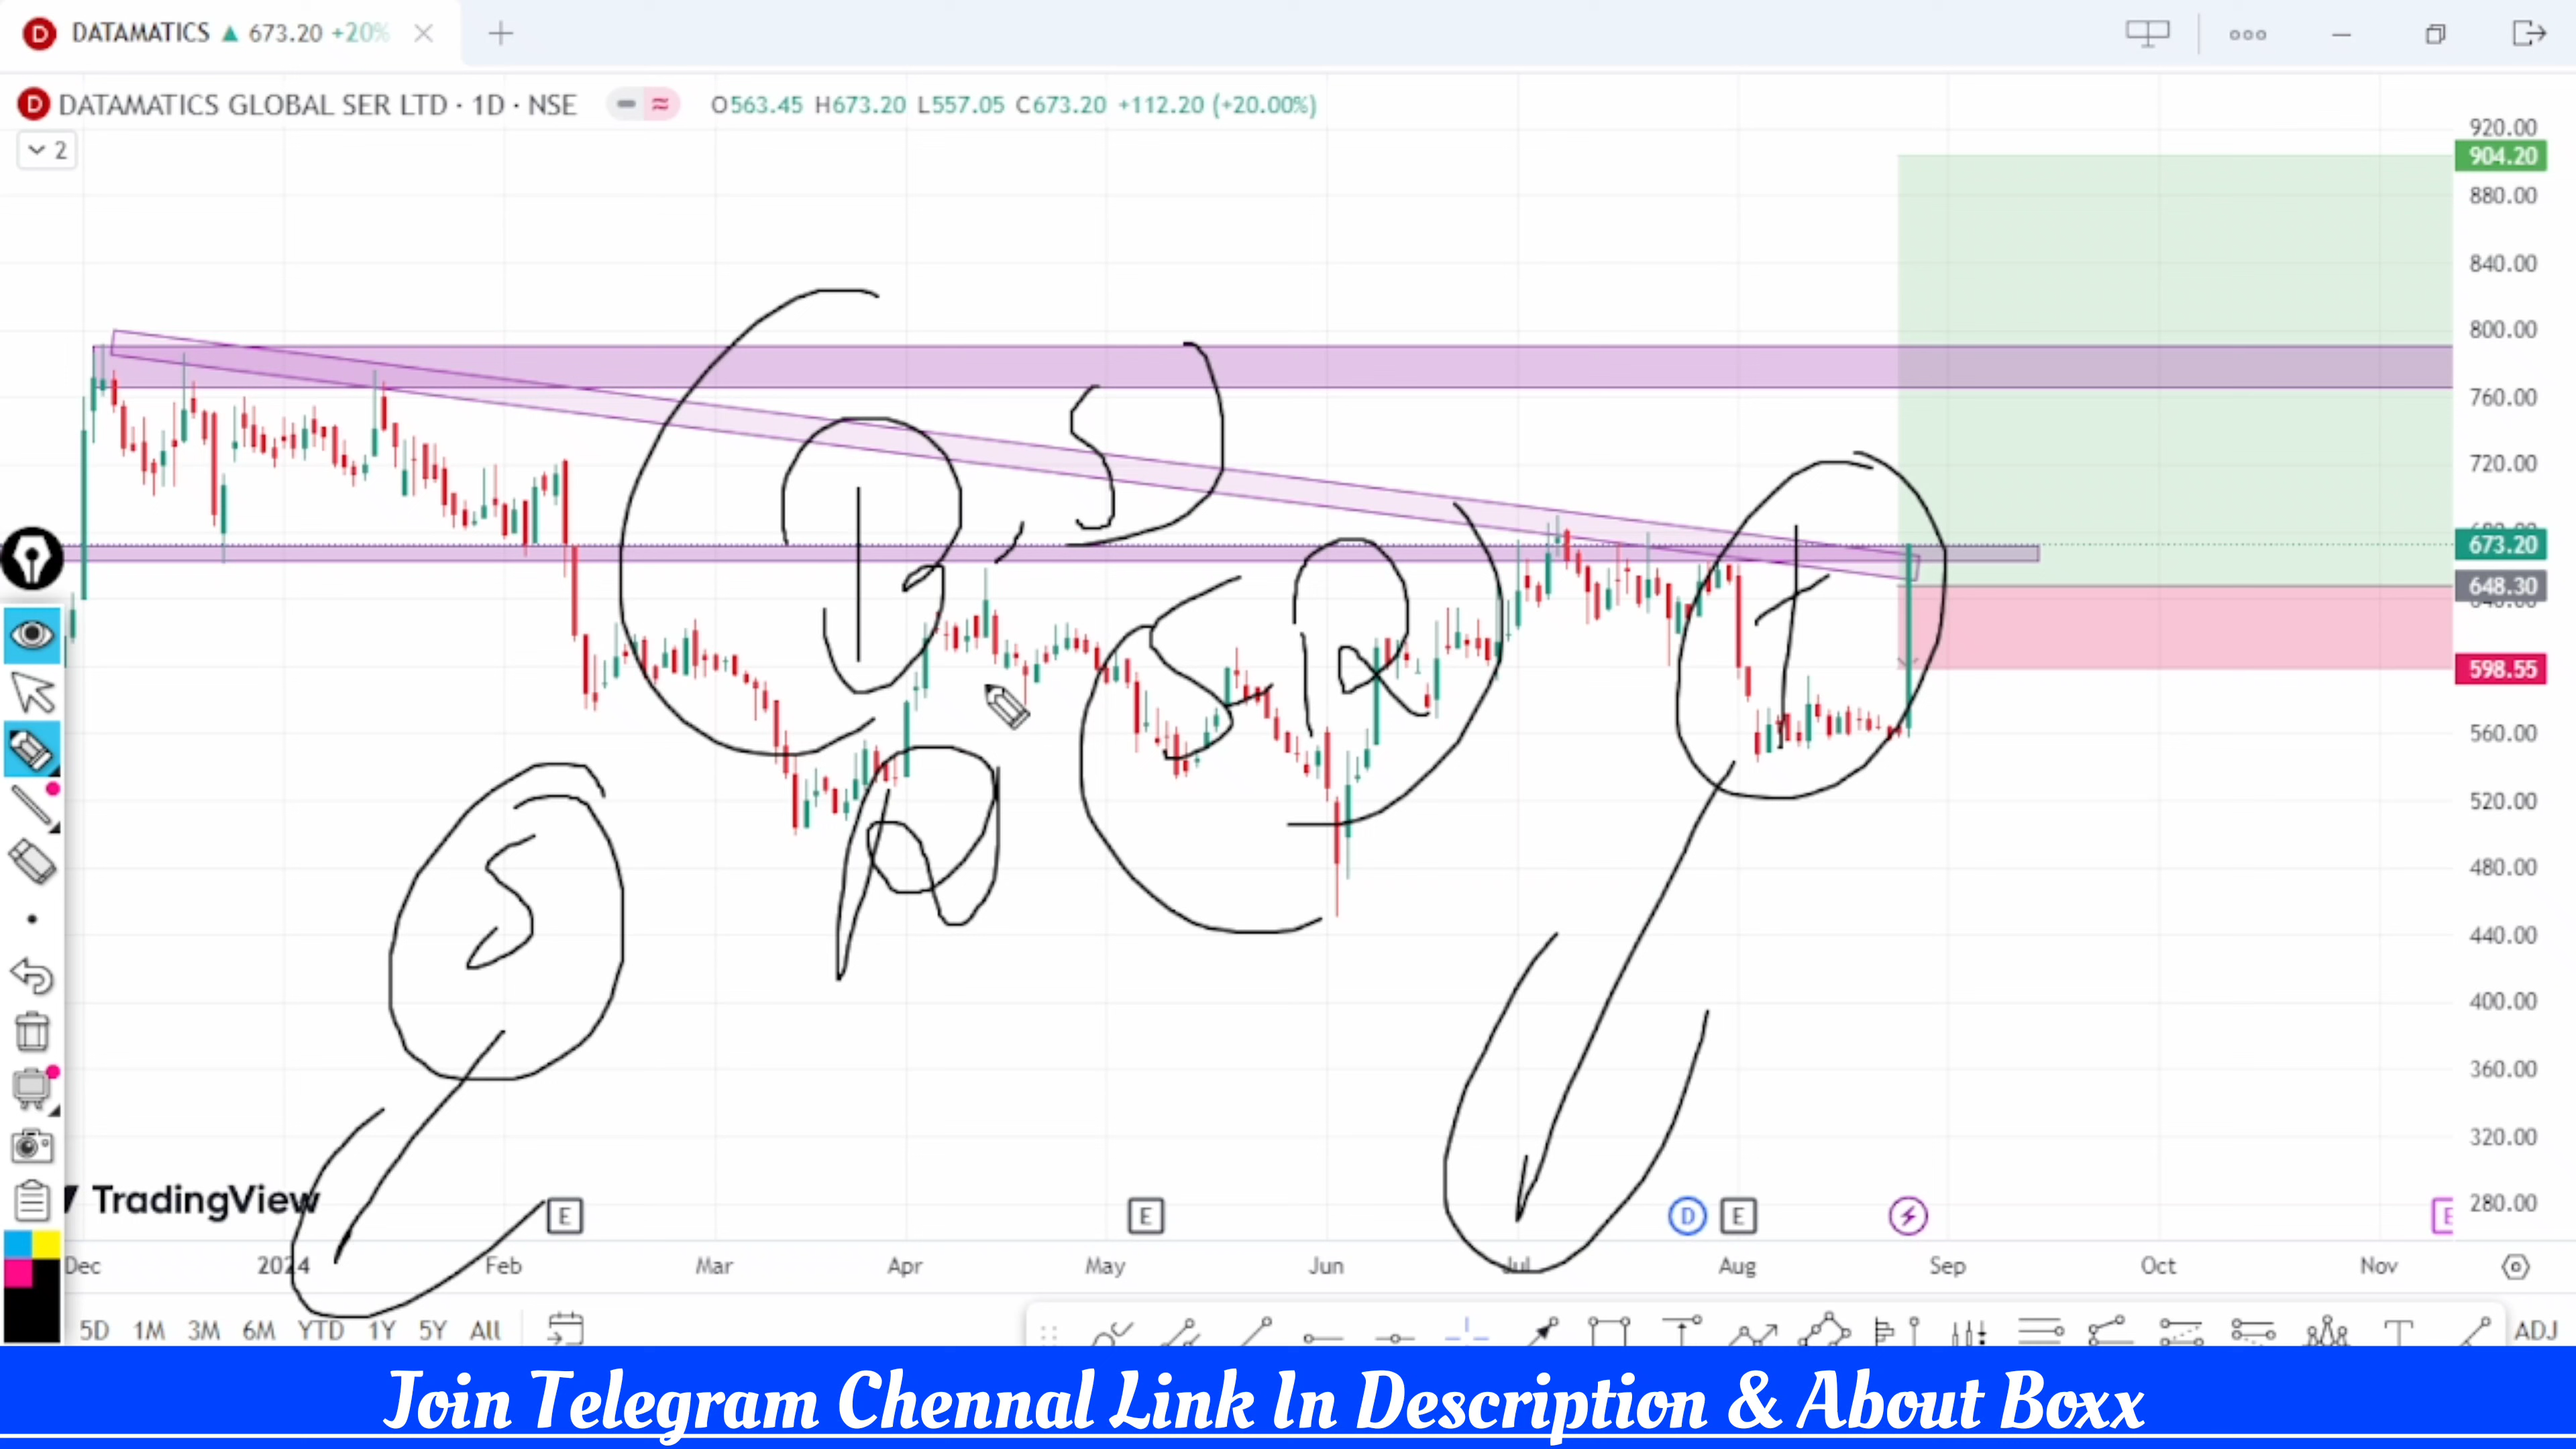 D DATAMATICS ▲ 673.20 +20%
D DATAMATICS GLOBAL SER LTD · 1D · NSE O563.45 H673.20 L557.05 C673.20 +112.20 (+20.00%)
2
920.00
904.20
880.00
840.00
800.00
760.00
720.00
673.20
648.30
598.55
560.00
520.00
480.00
440.00
400.00
360.00
320.00
280.00
S
TradingView
E E D E E
Dec 2024 Feb Mar Apr May Jun Jul Aug Sep Oct Nov
5D 1M 3M 6M YTD 1Y 5Y All ADJ
Join Telegram Chennal Link In Description & About Boxx